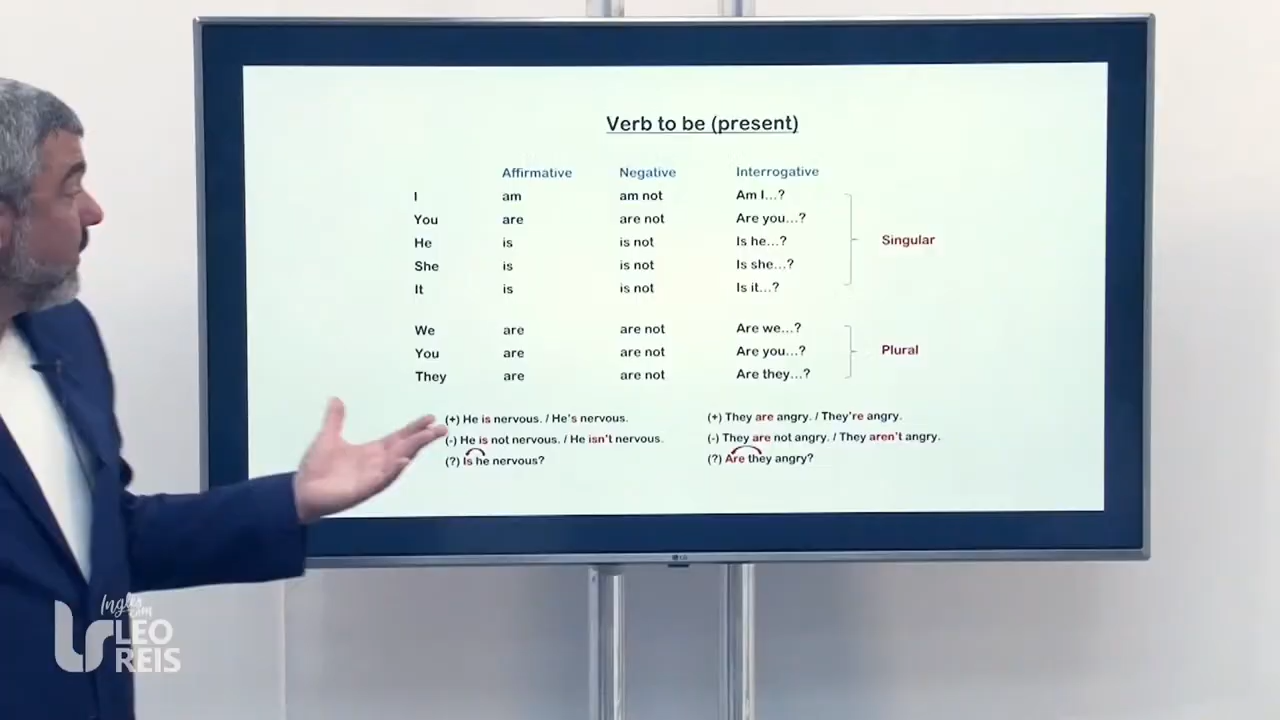 Verb to be (present)
Affirmative Negative Interrogative
I am am not Am I...?
You are are not Are you...?
He is is not Is he...?
She is is not Is she...?
It is is not Is it...?
Singular
We are are not Are we...?
You are are not Are you...?
They are are not Are they...?
Plural
(+) He is nervous. / He's nervous.
(-) He is not nervous. / He isn't nervous.
(?) Is he nervous?
(+) They are angry. / They're angry.
(-) They are not angry. / They aren't angry.
(?) Are they angry?
LG
Inglês com
LEO
REIS